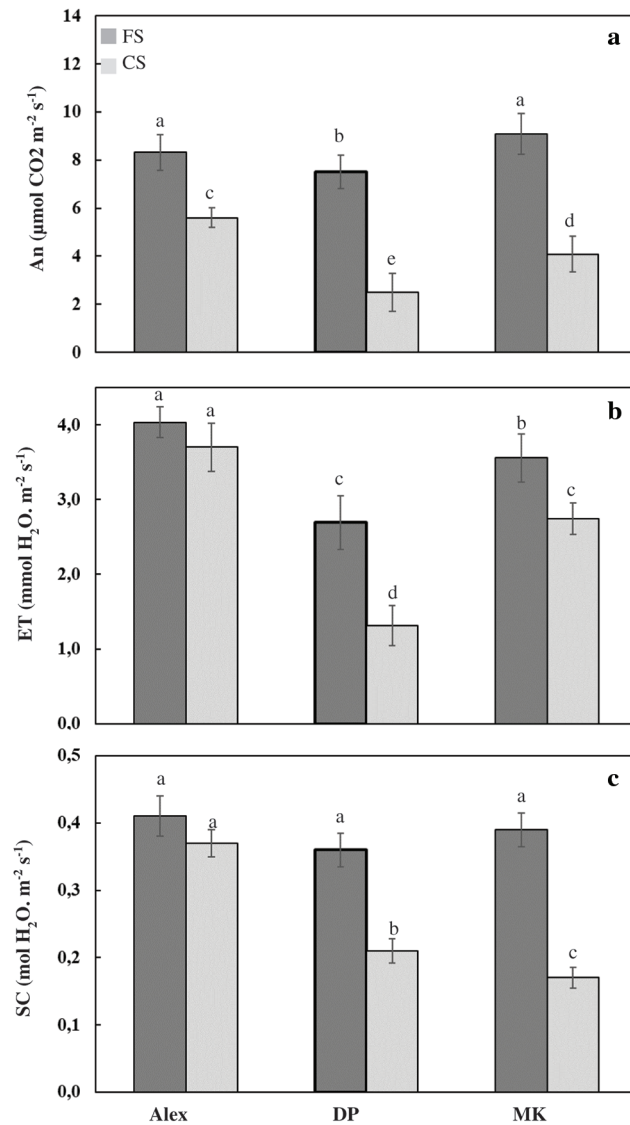 14
FS
a
12
CS
An (μmol CO2 m⁻² s⁻¹)
10
a
b
a
8
c
d
6
e
4
2
0
b
a
a
4,0
b
c
c
3,0
d
ET (mmol H₂O. m⁻² s⁻¹)
2,0
1,0
0,0
0,5
c
a
a
a
a
0,4
SC (mol H₂O. m⁻² s⁻¹)
0,3
b
c
0,2
0,1
0,0
Alex DP MK